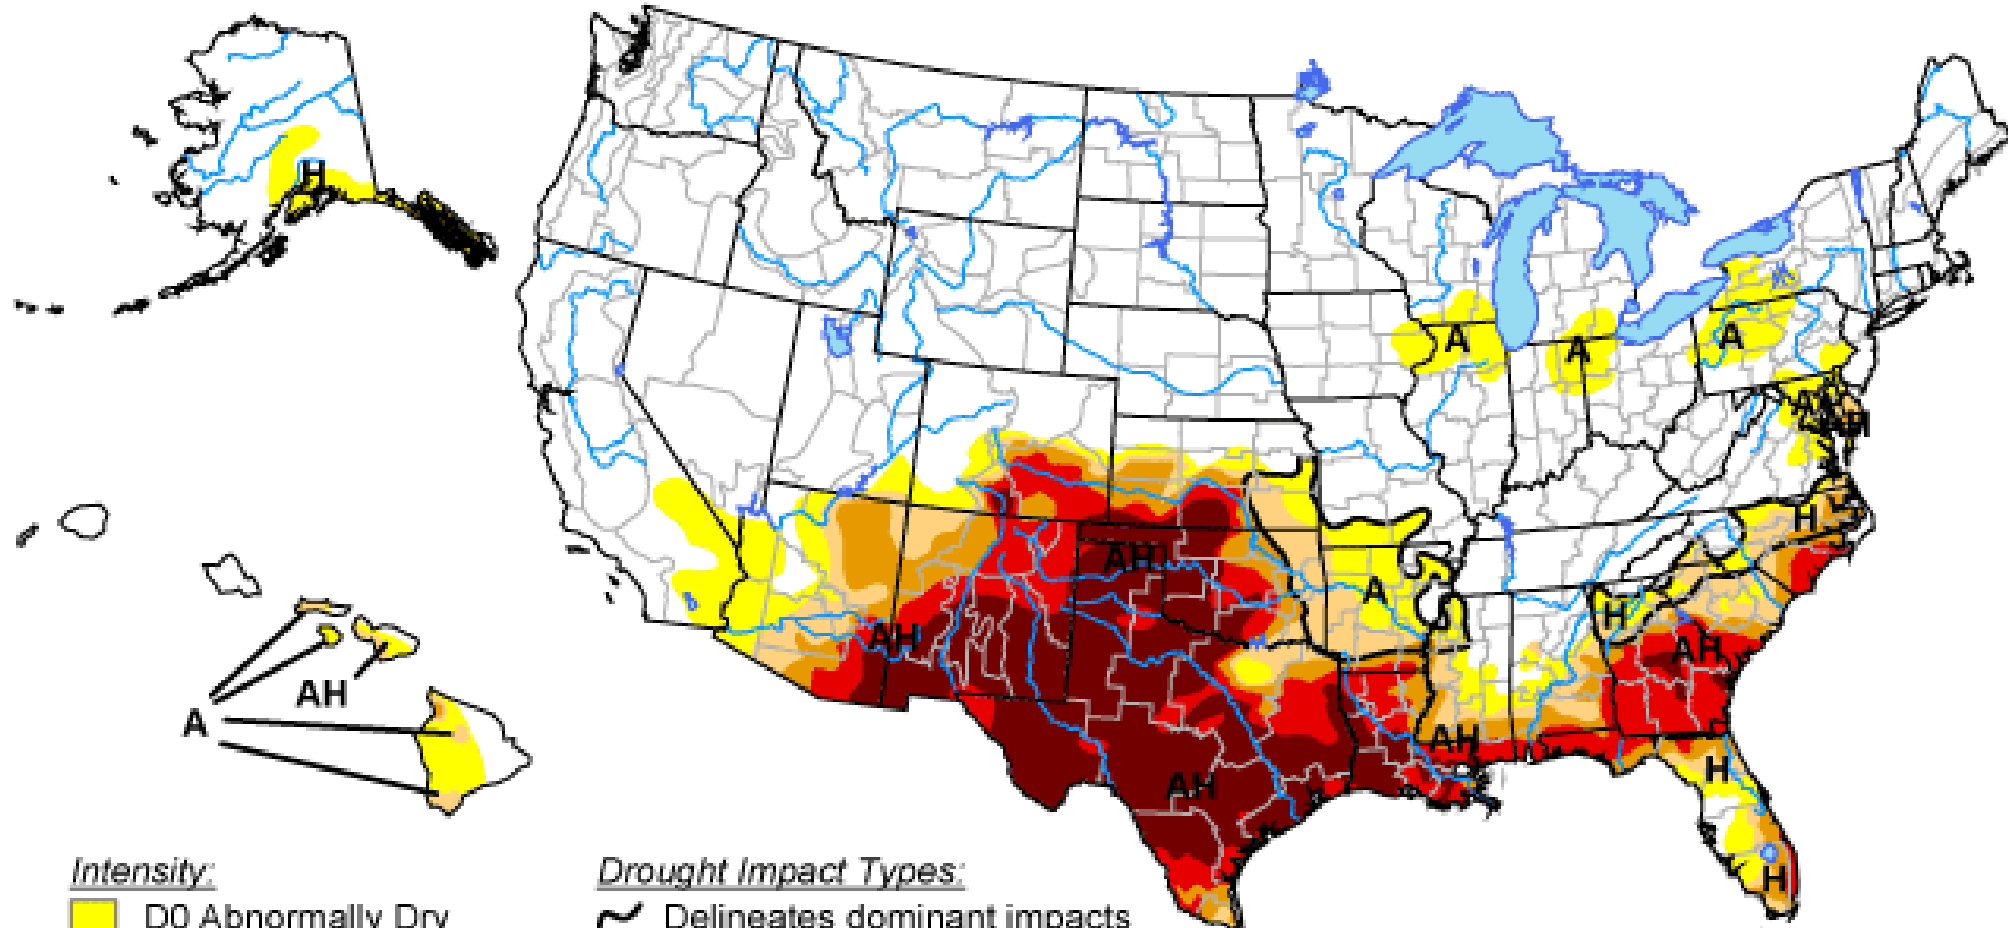 H
A
A
A
A
AH
H
AH
A
H
AH
AH
AH
A
AH
AH
H
H
Intensity:
Drought Impact Types:
D0 Abnormally Dry
Delineates dominant impacts